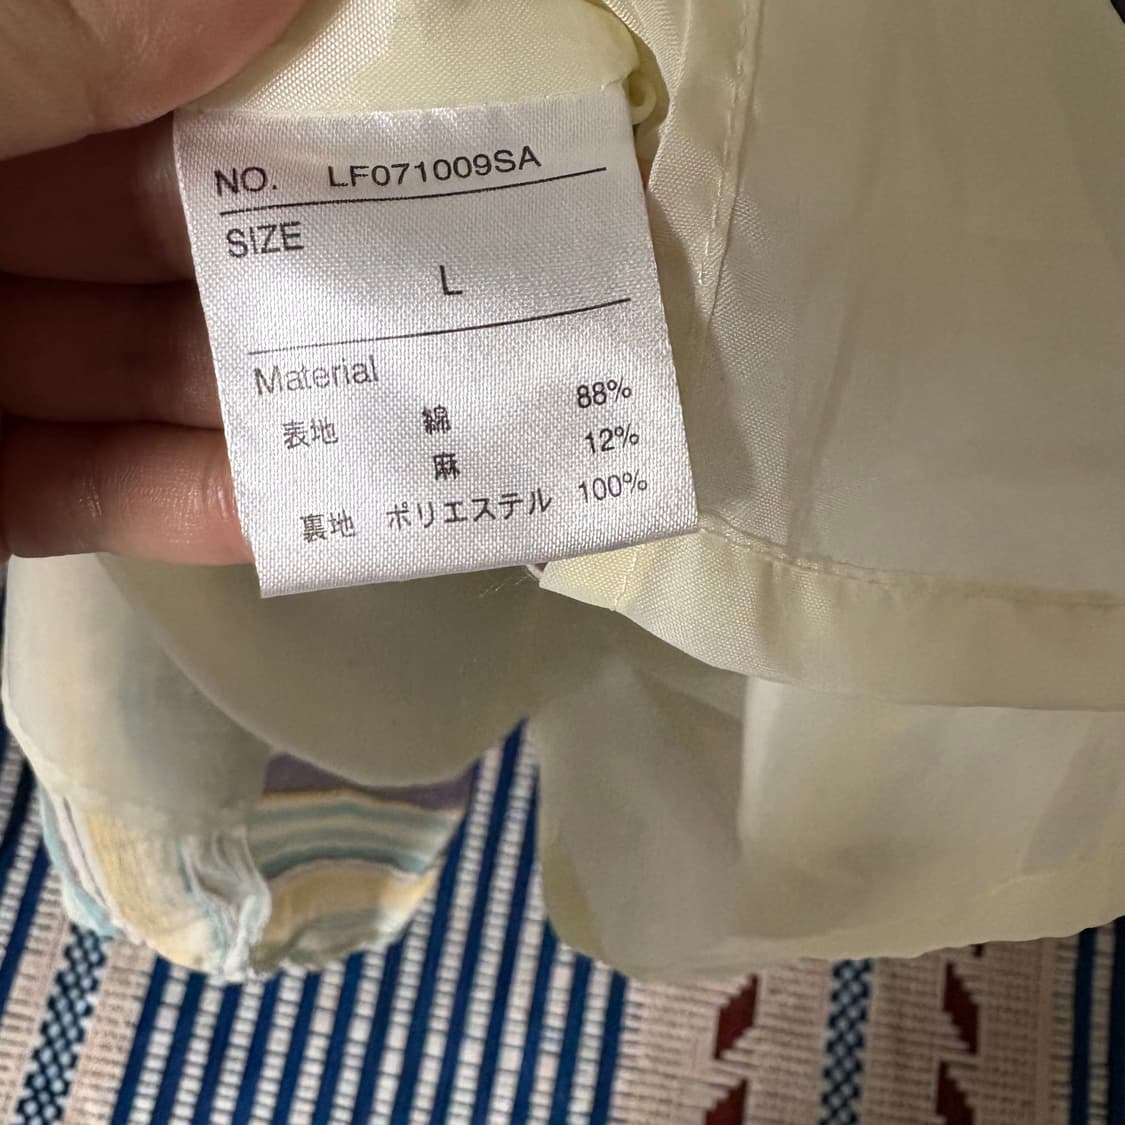 NO. LF071009SA
SIZE
L
Material
表地 綿 88%
麻 12%
裏地 ポリエステル 100%